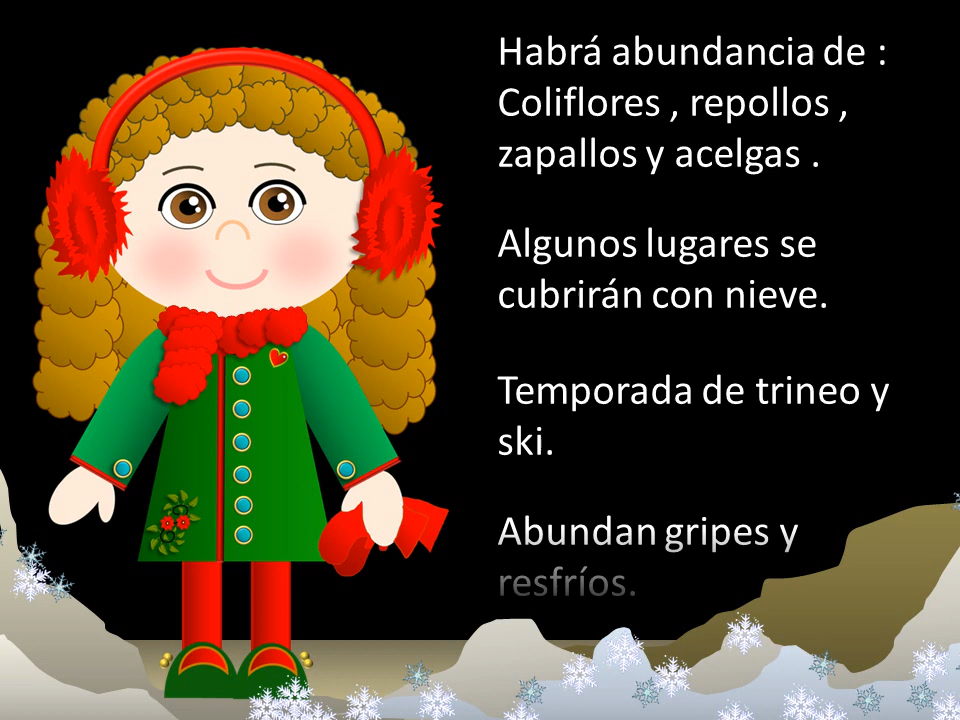 Habrá abundancia de :
Coliflores , repollos ,
zapallos y acelgas .
Algunos lugares se
cubrirán con nieve.
Temporada de trineo y
ski.
Abundan gripes y
resfríos.